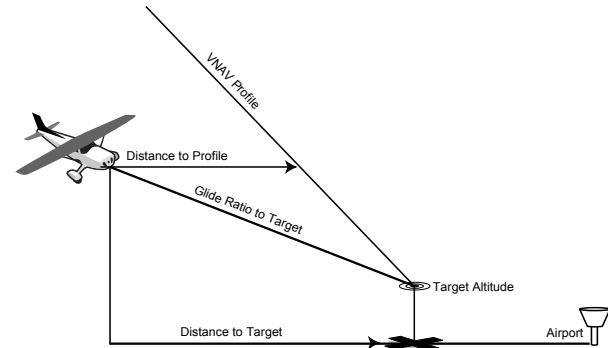 VNAV Profile
Distance to Profile
Glide Ratio to Target
Target Altitude
Distance to Target
Airport